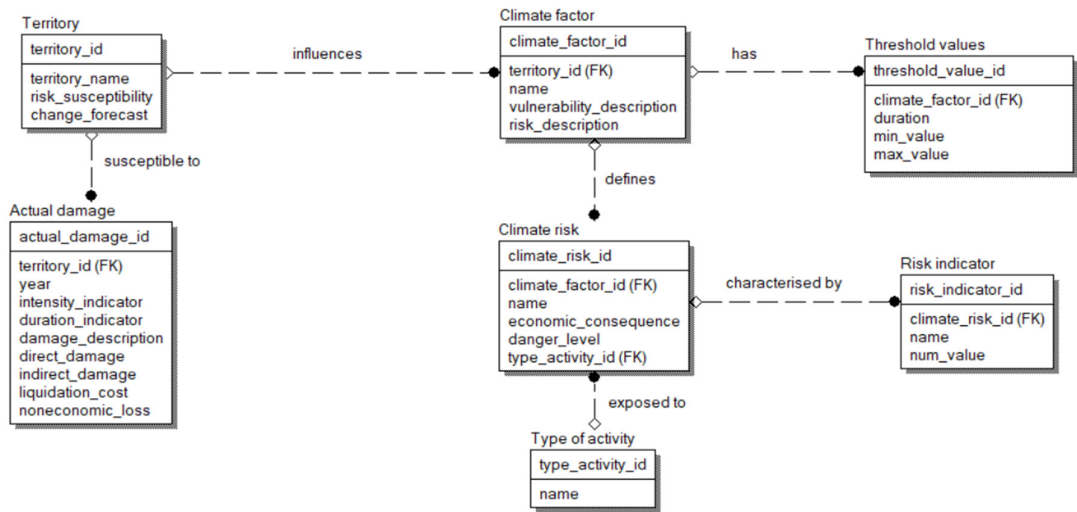 Territory
territory_id
territory_name
risk_susceptibility
change_forecast
influences
Climate factor
climate_factor_id
territory_id (FK)
name
vulnerability_description
risk_description
has
Threshold values
threshold_value_id
climate_factor_id (FK)
duration
min_value
max_value
susceptible to
defines
Actual damage
actual_damage_id
territory_id (FK)
year
intensity_indicator
duration_indicator
damage_description
direct_damage
indirect_damage
liquidation_cost
noneconomic_loss
Climate risk
climate_risk_id
climate_factor_id (FK)
name
economic_consequence
danger_level
type_activity_id (FK)
characterised by
Risk indicator
risk_indicator_id
climate_risk_id (FK)
name
num_value
exposed to
Type of activity
type_activity_id
name